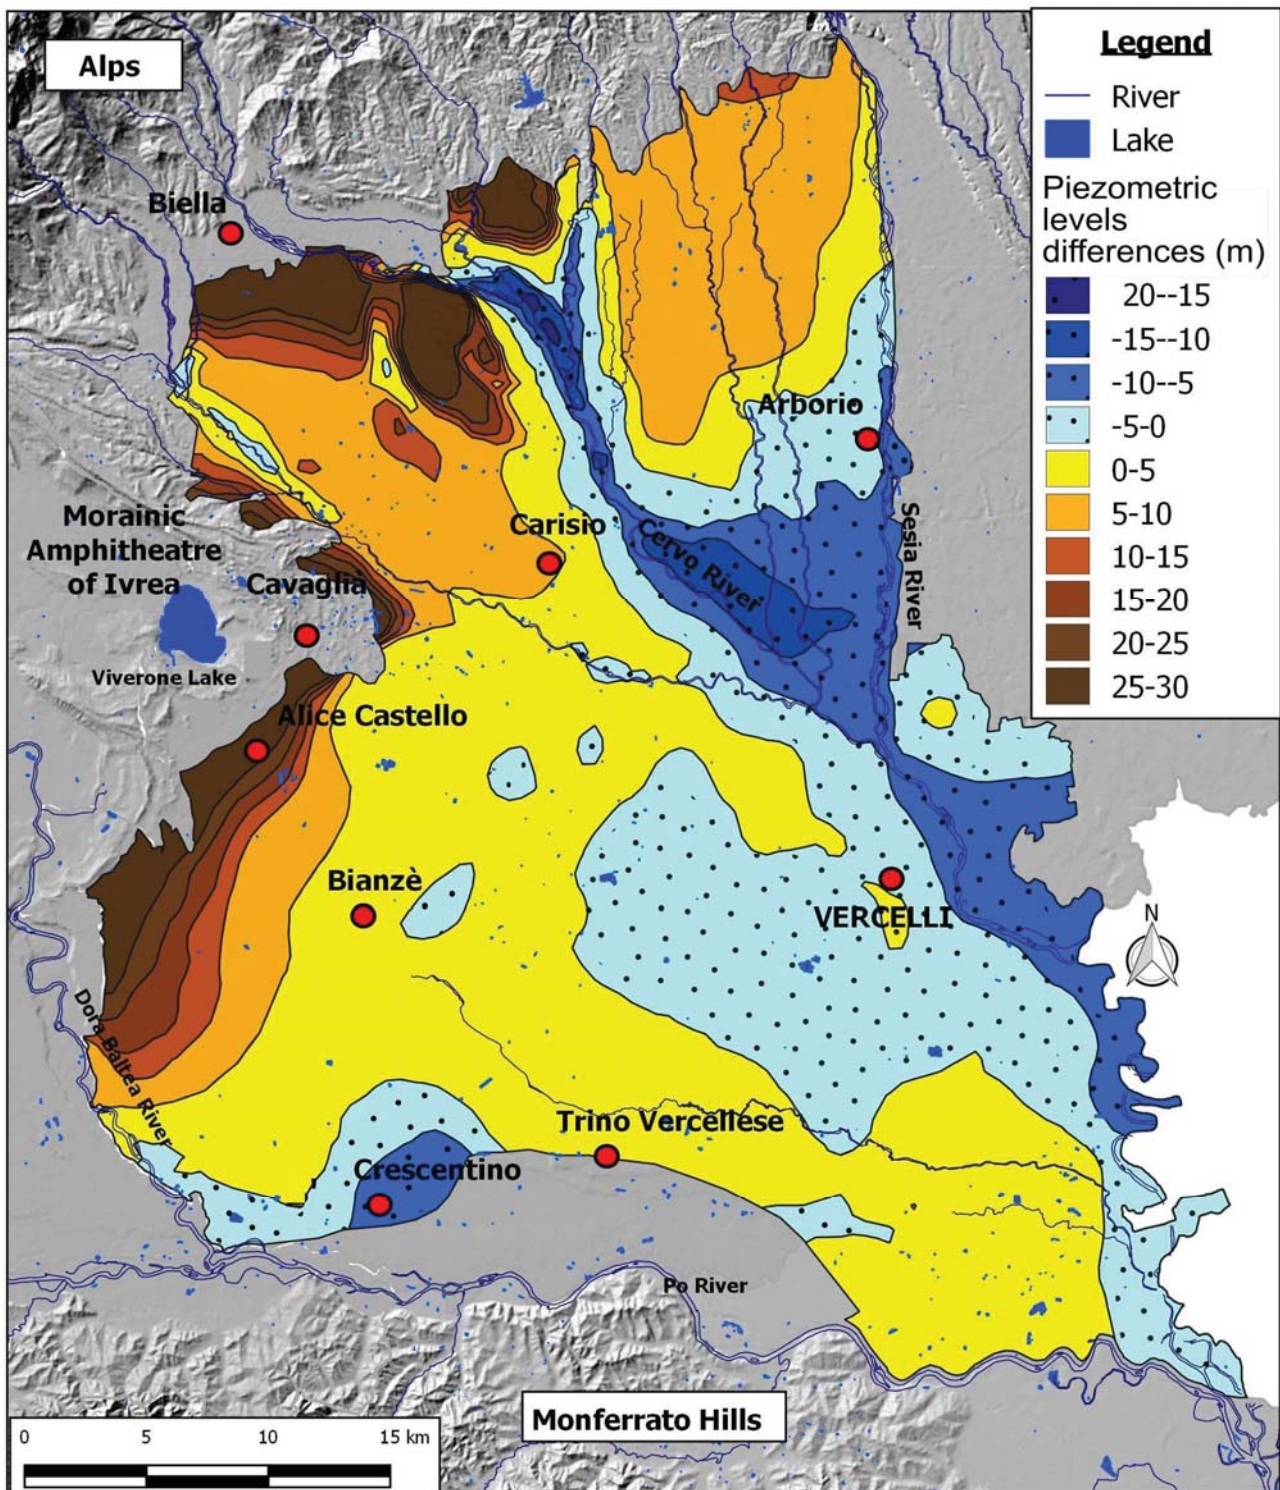 Alps
Legend
River
Lake
Piezometric
levels
differences (m)
20--15
-15--10
-10--5
-5-0
0-5
5-10
10-15
15-20
20-25
25-30
Biella
Arborio
Morainic
Amphitheatre
of Ivrea
Carisio
Cervo River
Sesia River
Cavaglià
Viverone Lake
Alice Castello
Bianzè
VERCELLI
N
Dora Baltea River
Trino Vercellese
Crescentino
Po River
Monferrato Hills
0 5 10 15 km